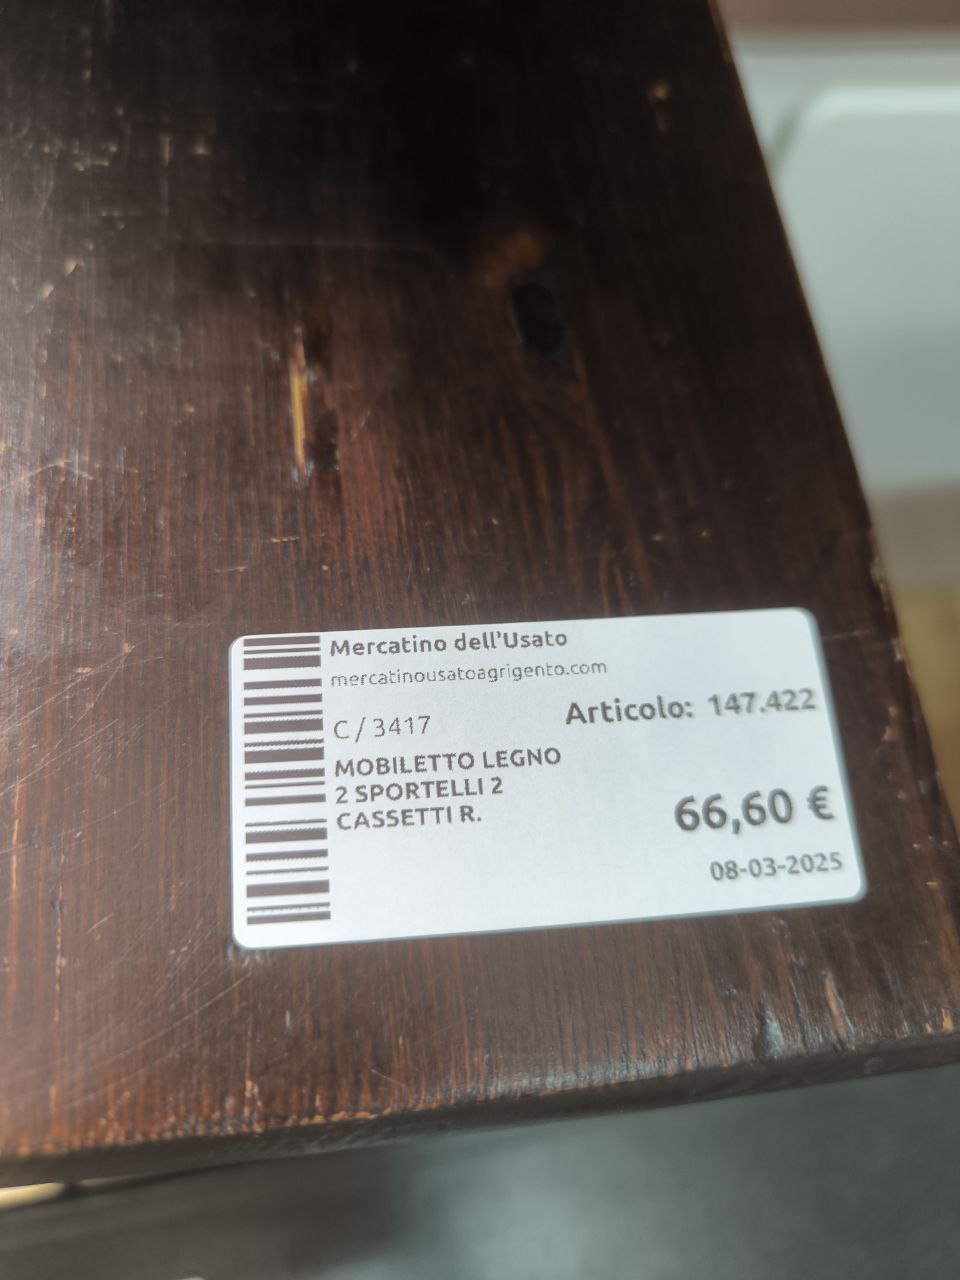 Mercatino dell'Usato
mercatinousatoagrigento.com
C / 3417
Articolo: 147.422
MOBILETTO LEGNO
2 SPORTELLI 2
CASSETTI R.
66,60 €
08-03-2025